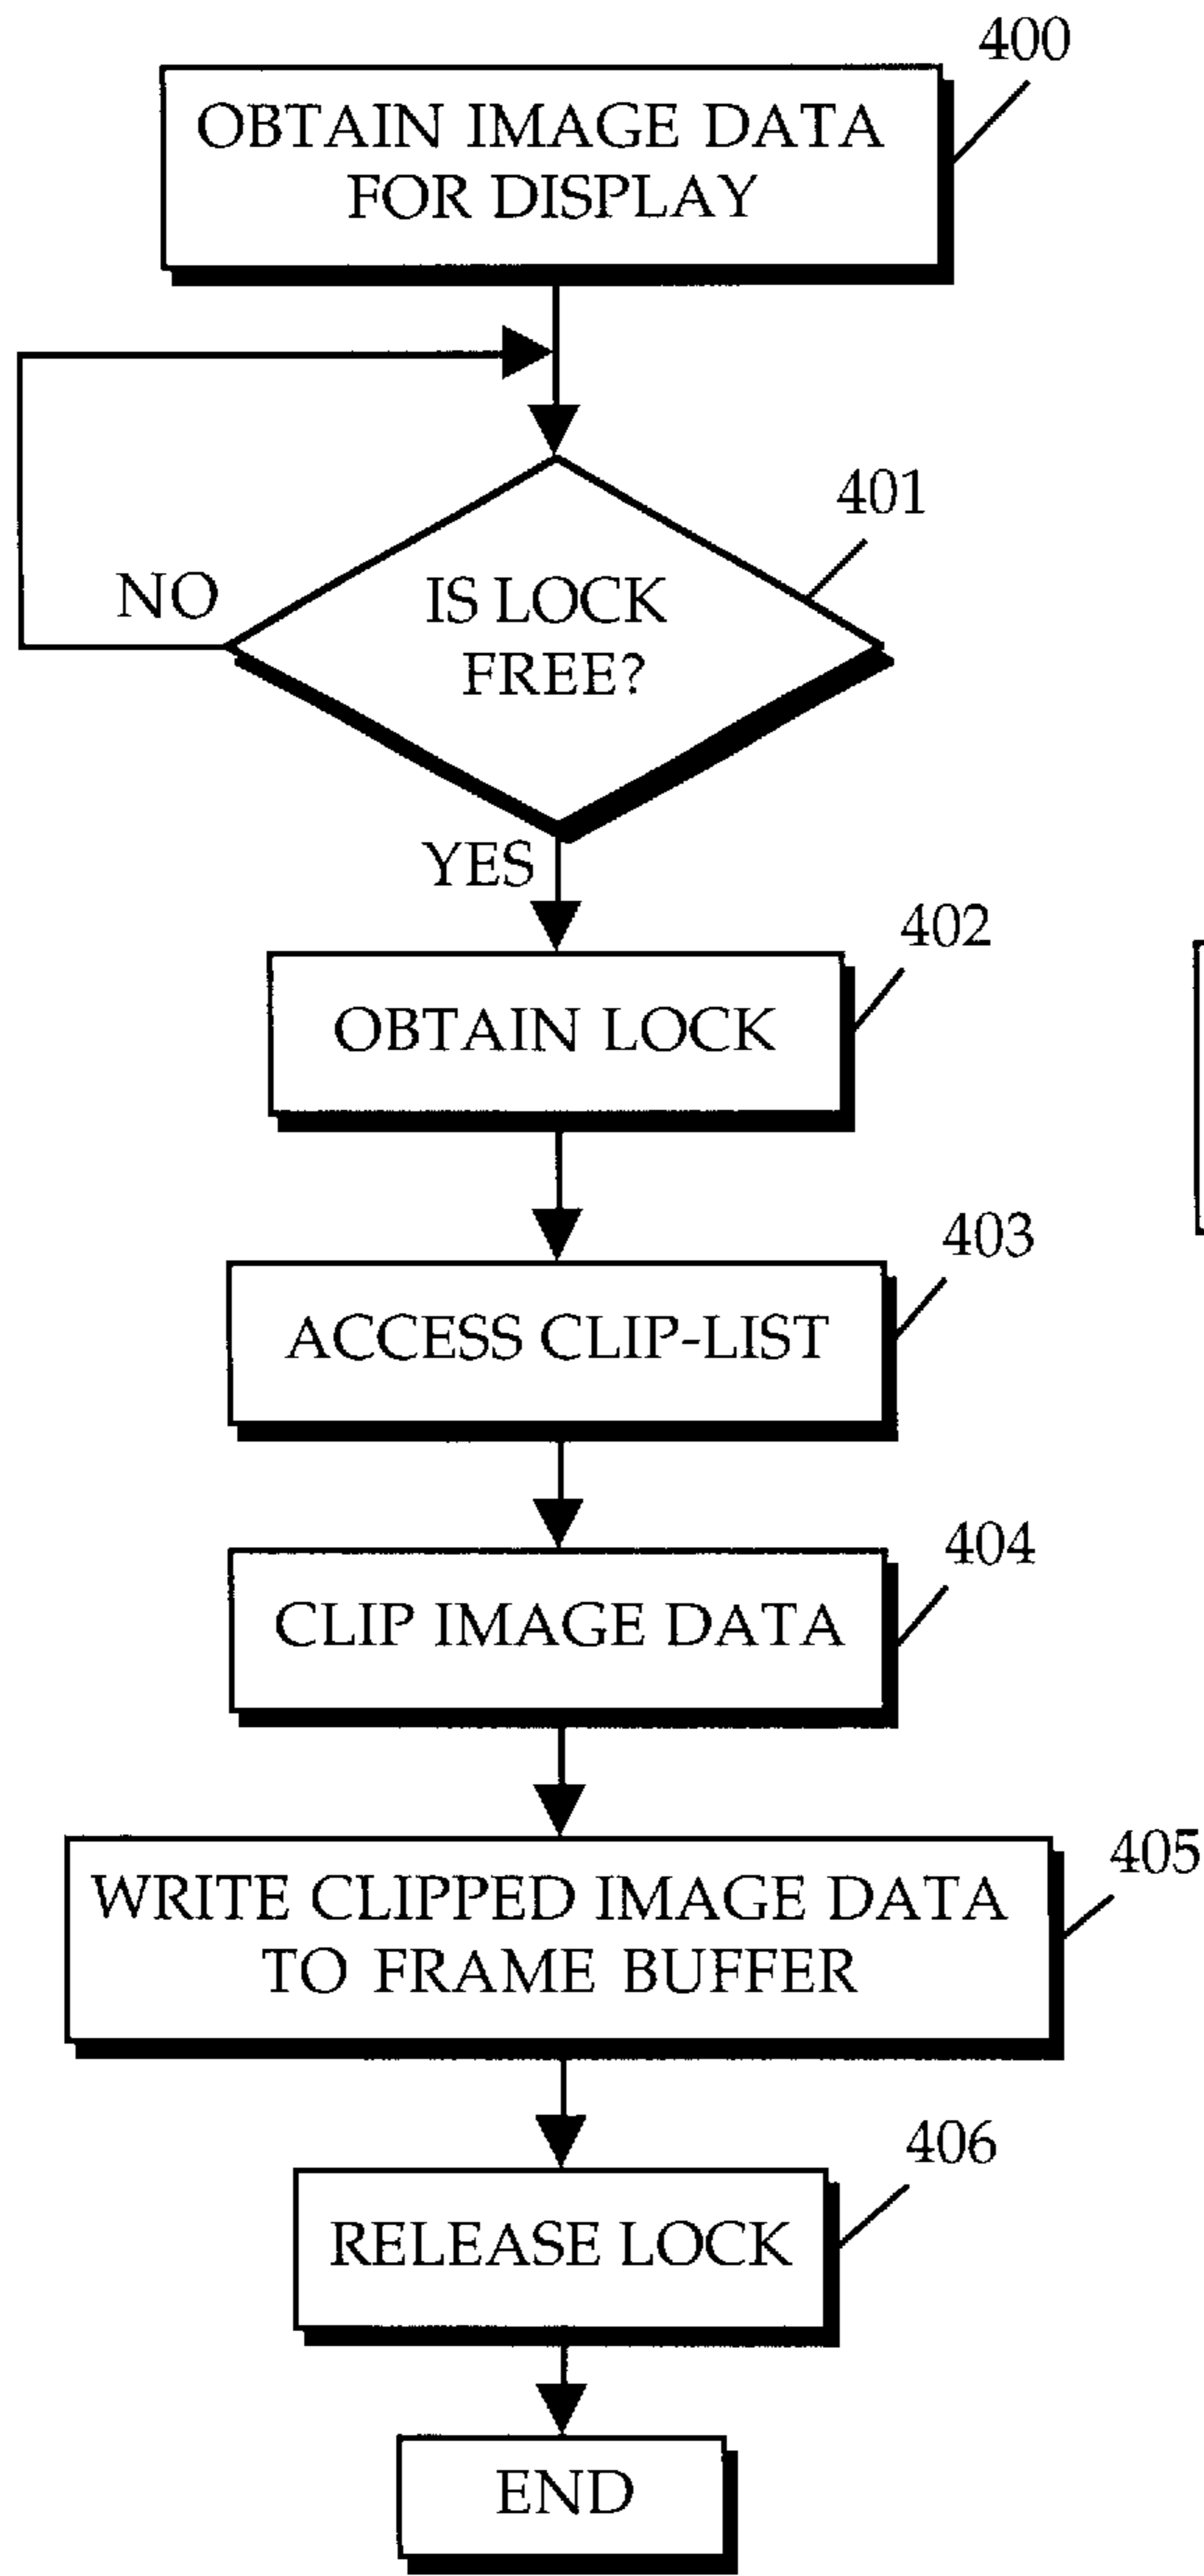 400
OBTAIN IMAGE DATA
FOR DISPLAY
401
IS LOCK
FREE?
NO
YES
402
OBTAIN LOCK
403
ACCESS CLIP-LIST
404
CLIP IMAGE DATA
405
WRITE CLIPPED IMAGE DATA
TO FRAME BUFFER
406
RELEASE LOCK
END